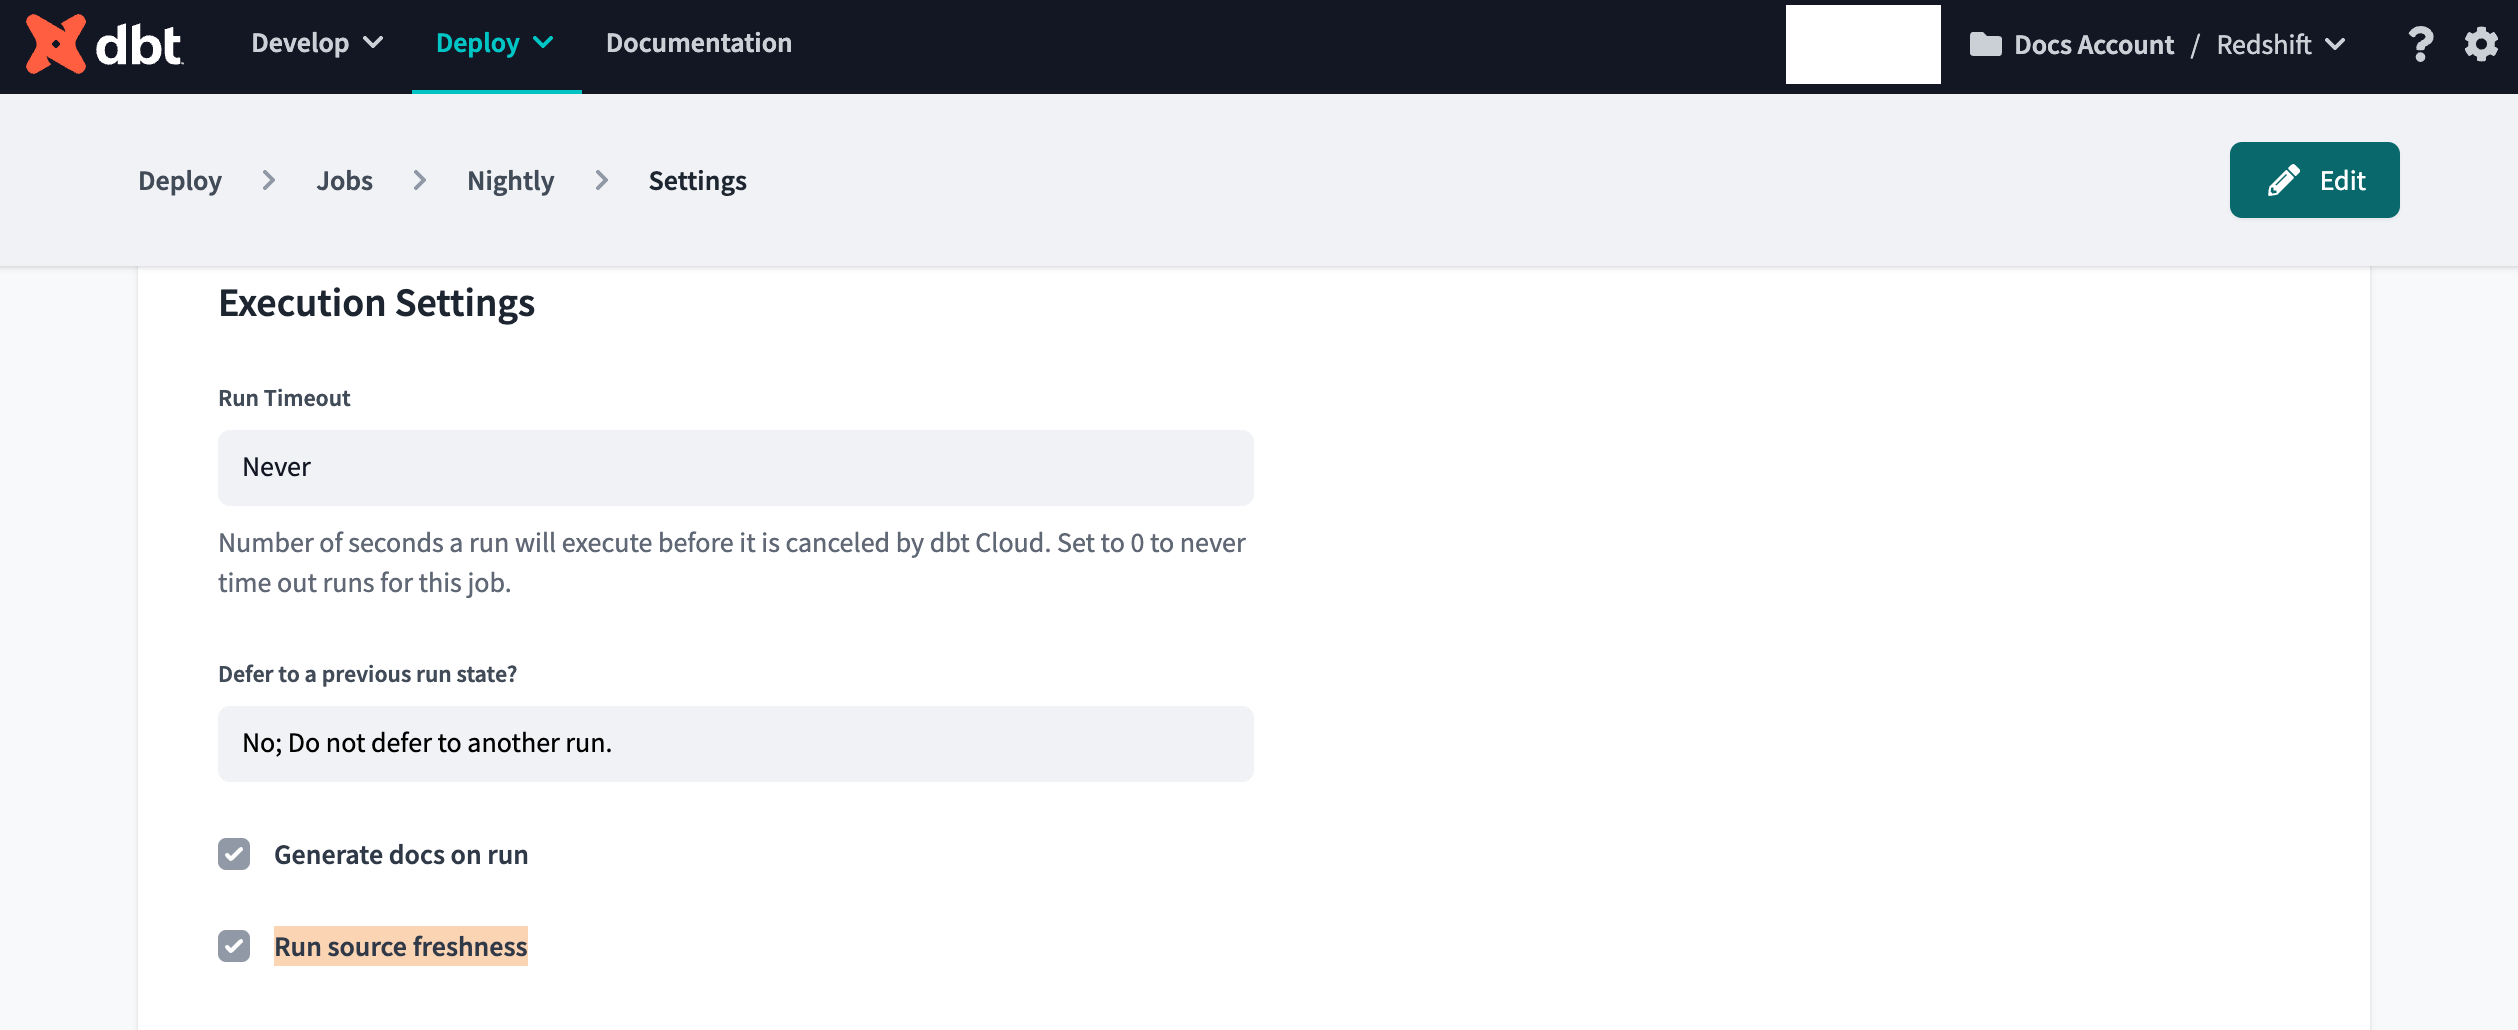 dbt
Develop
Deploy
Documentation
Docs Account / Redshift
Deploy > Jobs > Nightly > Settings
Edit
Execution Settings
Run Timeout
Never
Number of seconds a run will execute before it is canceled by dbt Cloud. Set to 0 to never
time out runs for this job.
Defer to a previous run state?
No; Do not defer to another run.
Generate docs on run
Run source freshness